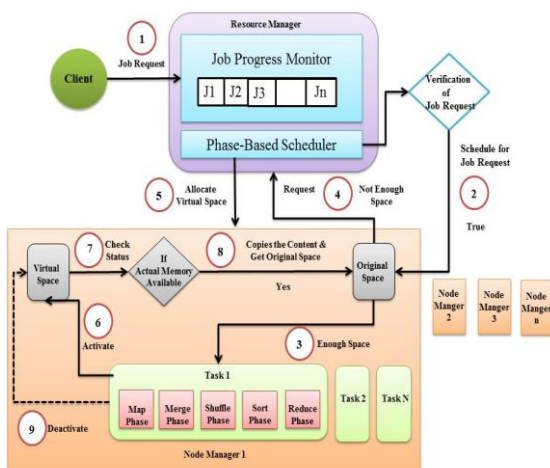 Resource Manager
1
Job Request
Client
Job Progress Monitor
J1 J2 J3 Jn
Phase-Based Scheduler
Verification
of
Job Request
Schedule for
Job Request
2
True
5
Allocate
Virtual Space
Request
4
Not Enough
Space
7
Check
Status
8
Copies the Content &
Get Original Space
Virtual
Space
If
Actual Memory
Available
Yes
Original
Space
Node
Manger
2
Node
Manger
3
Node
Manger
n
6
Activate
3
Enough Space
Task 1
Map
Phase
Merge
Phase
Shuffle
Phase
Sort
Phase
Reduce
Phase
Task
2
Task
N
9
Deactivate
Node Manager 1